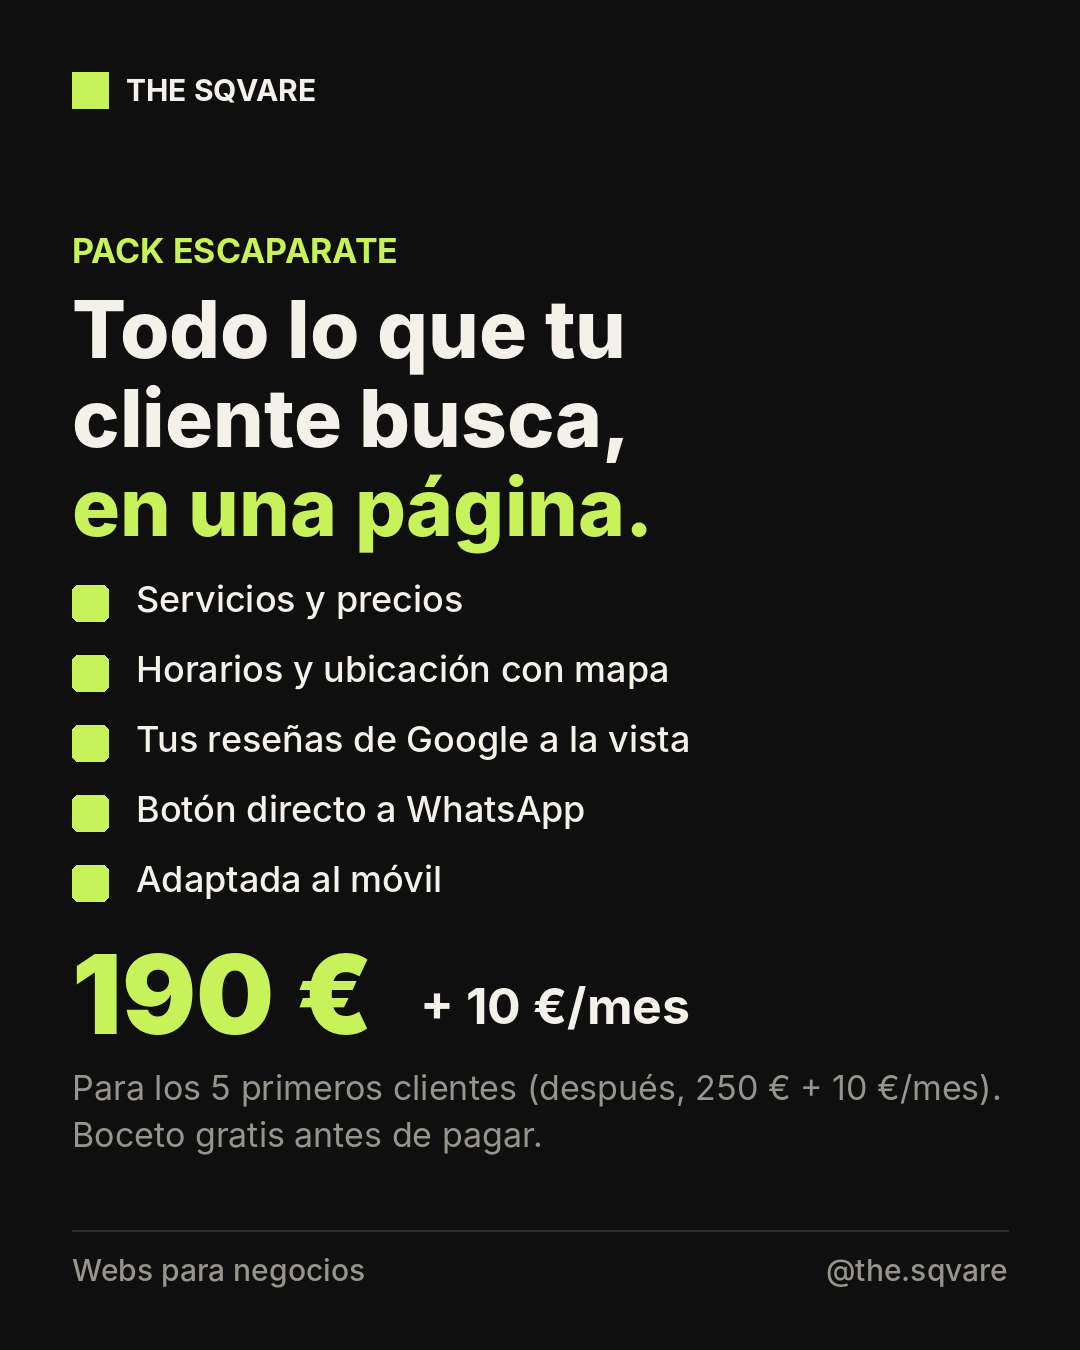 THE SQVARE
PACK ESCAPARATE
Todo lo que tu
cliente busca,
en una página.
Servicios y precios
Horarios y ubicación con mapa
Tus reseñas de Google a la vista
Botón directo a WhatsApp
Adaptada al móvil
190 € + 10 €/mes
Para los 5 primeros clientes (después, 250 € + 10 €/mes).
Boceto gratis antes de pagar.
Webs para negocios @the.sqvare